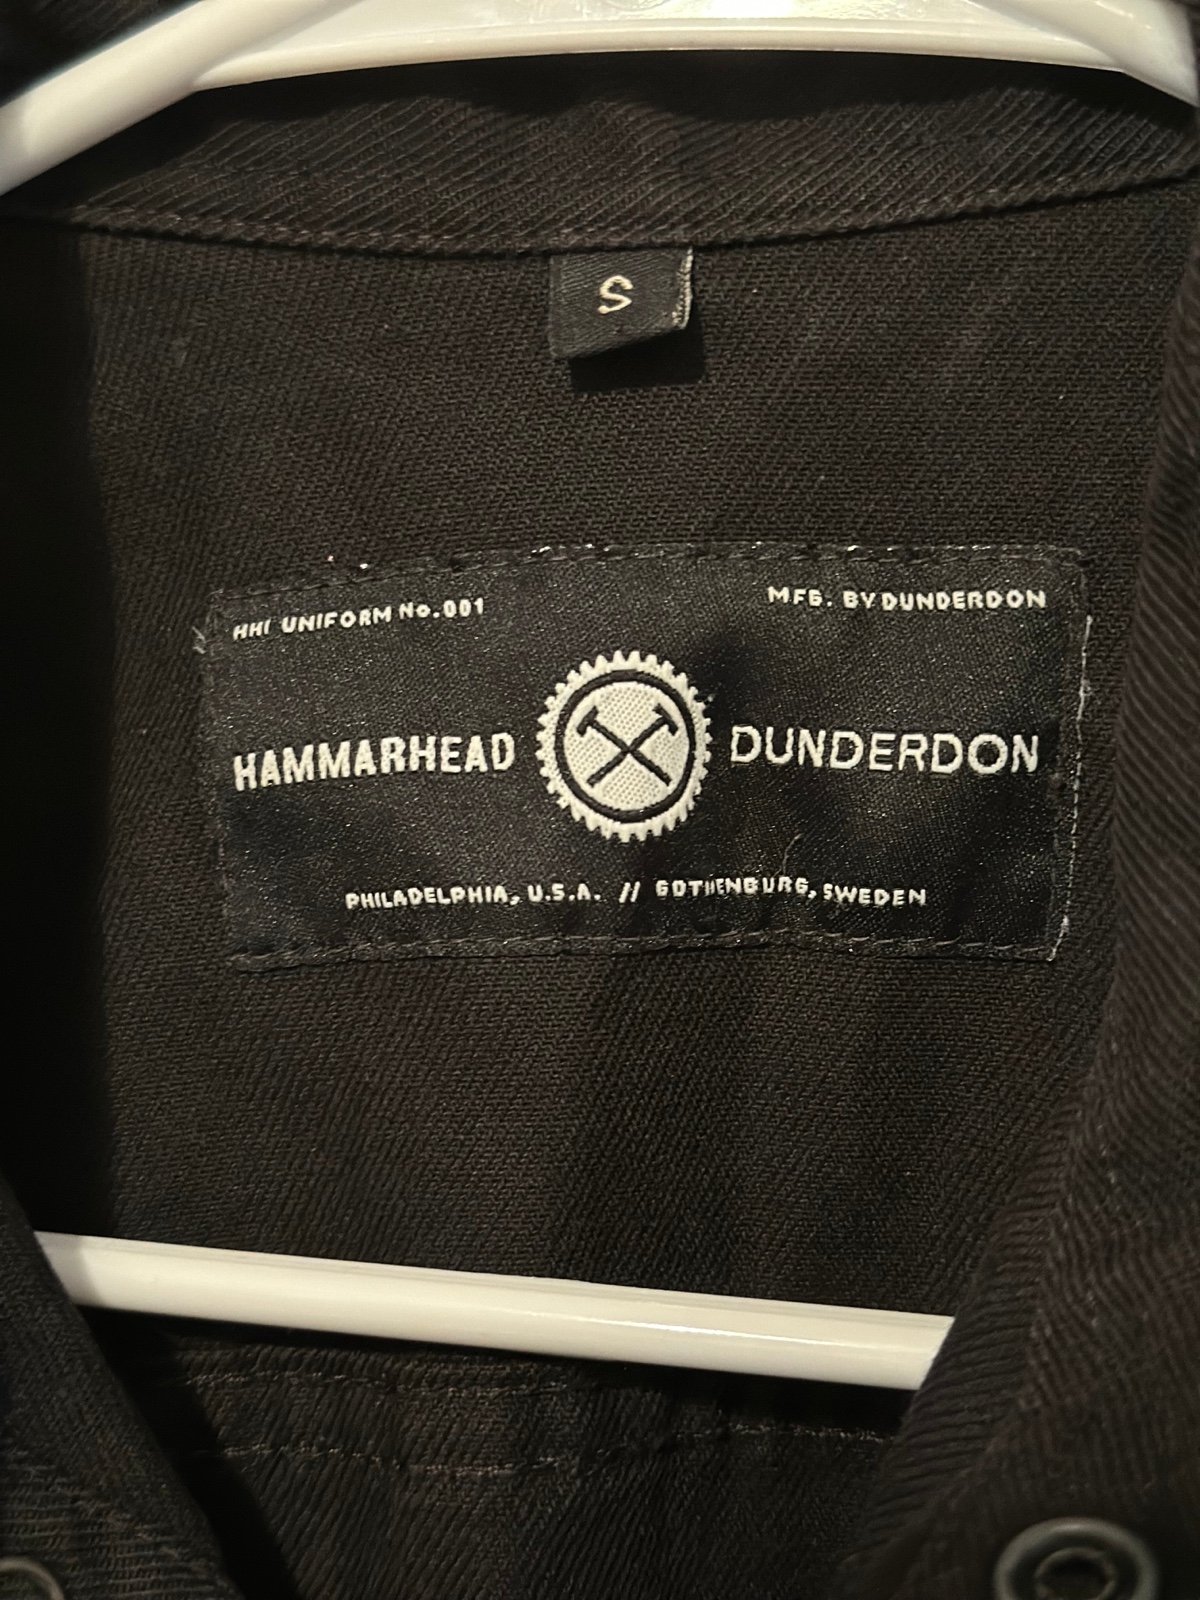 S
HHI UNIFORM No.001
MFG. BY DUNDERDON
HAMMARHEAD DUNDERDON
PHILADELPHIA, U.S.A. // GOTHENBURG, SWEDEN